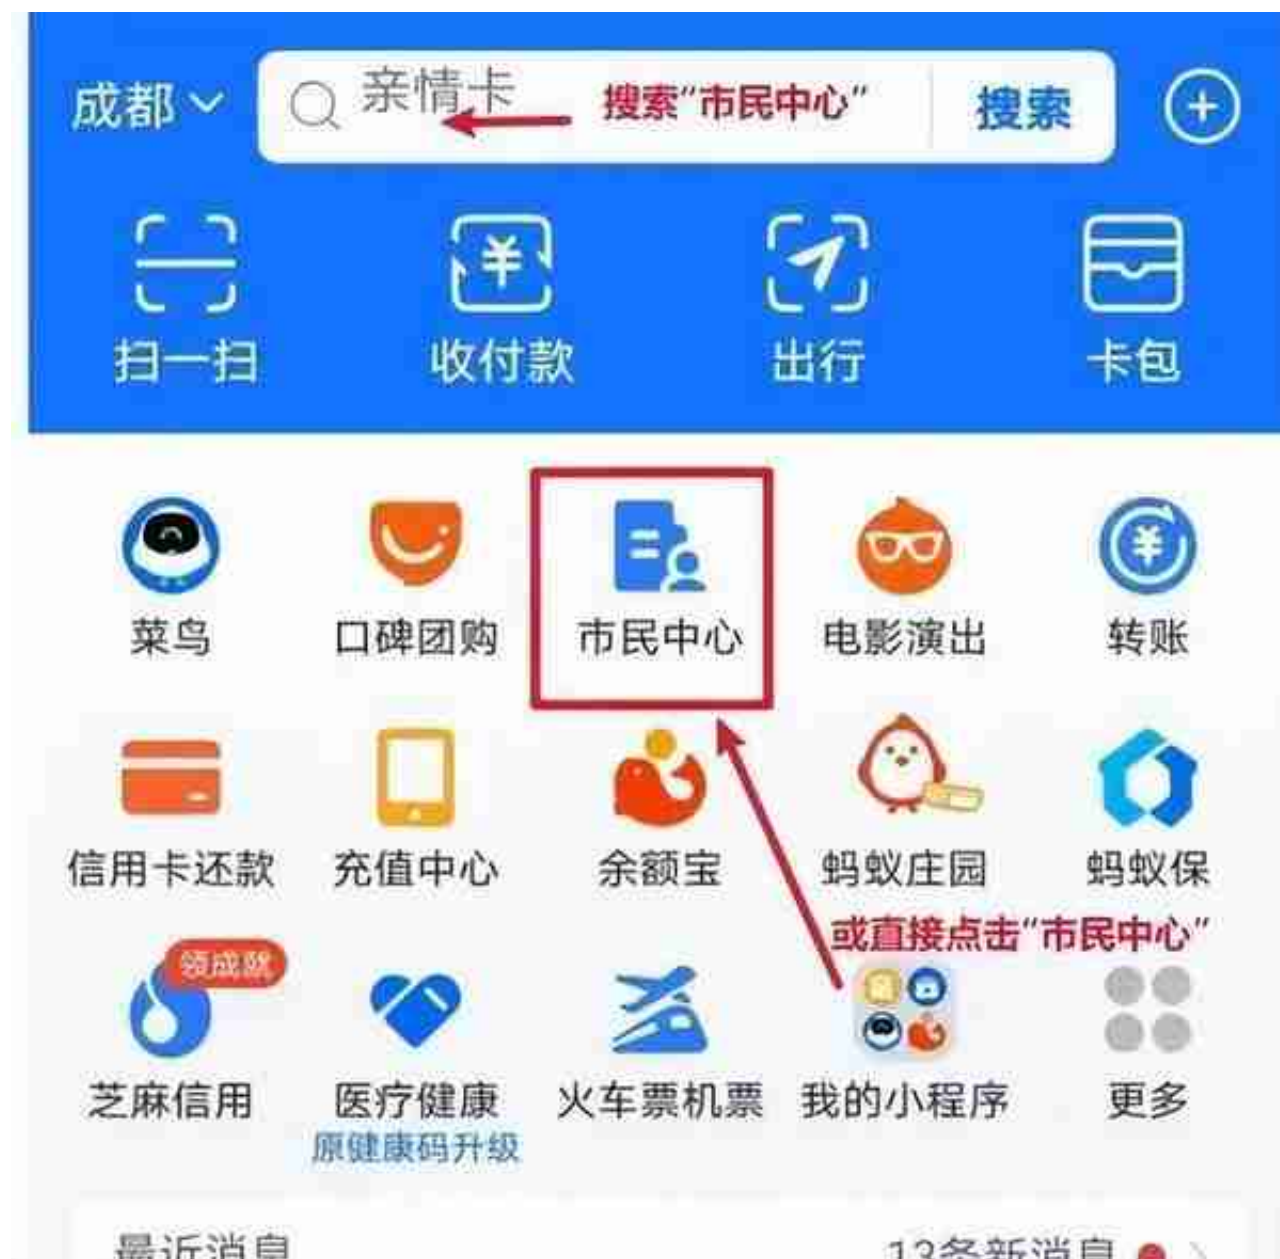 成都
亲情卡
搜索“市民中心”
搜索
扫一扫
收付款
出行
卡包
菜鸟
口碑团购
市民中心
电影演出
转账
信用卡还款
充值中心
余额宝
蚂蚁庄园
蚂蚁保
或直接点击“市民中心”
领成就
芝麻信用
医疗健康
火车票机票
我的小程序
更多
原健康码升级
最近消息
13条新消息